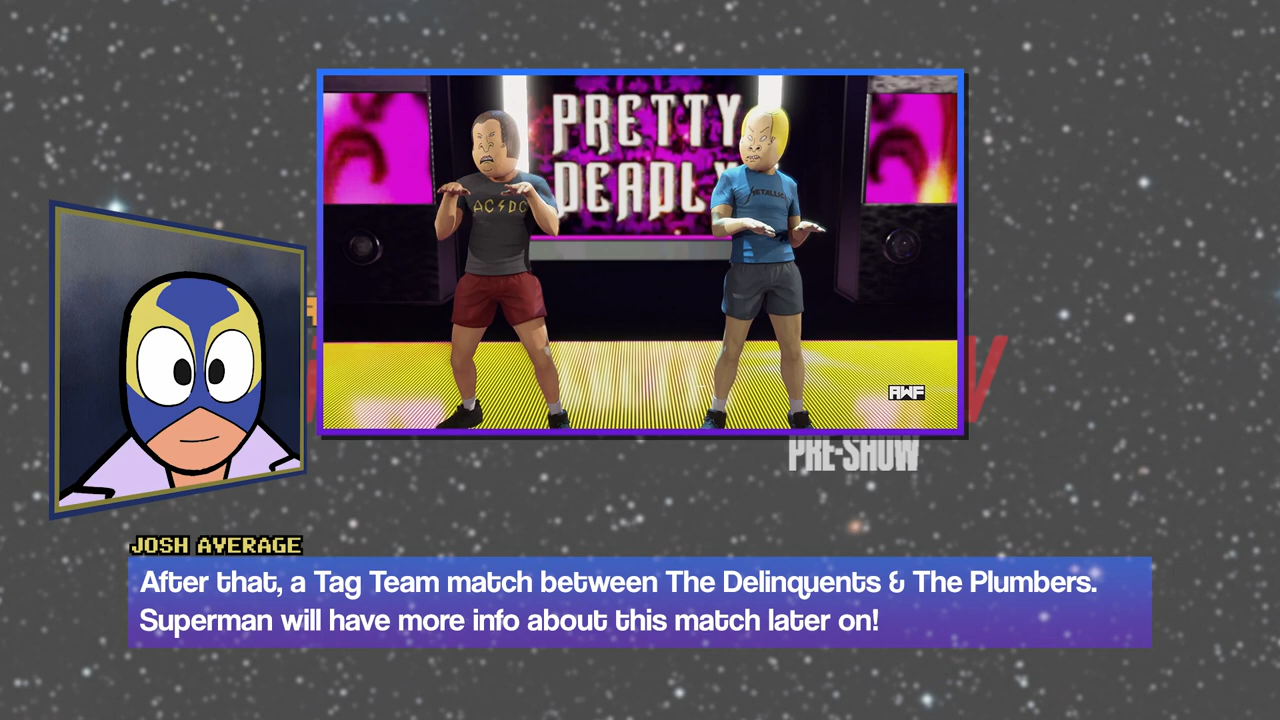 PRETTY
DEADLY
AC⚡DC
METALLICA
AWF
PRE-SHOW
JOSH AVERAGE
After that, a Tag Team match between The Delinquents & The Plumbers.
Superman will have more info about this match later on!